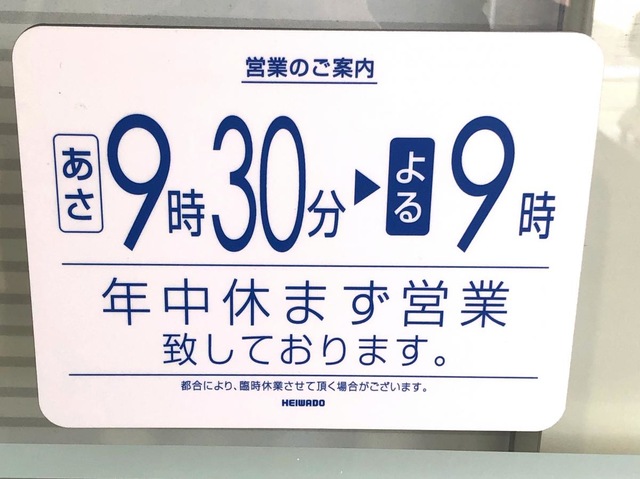 営業のご案内
あさ 9時30分 ▶ よる 9時
年中休まず営業
致しております。
都合により、臨時休業させて頂く場合がございます。
HEIWADO